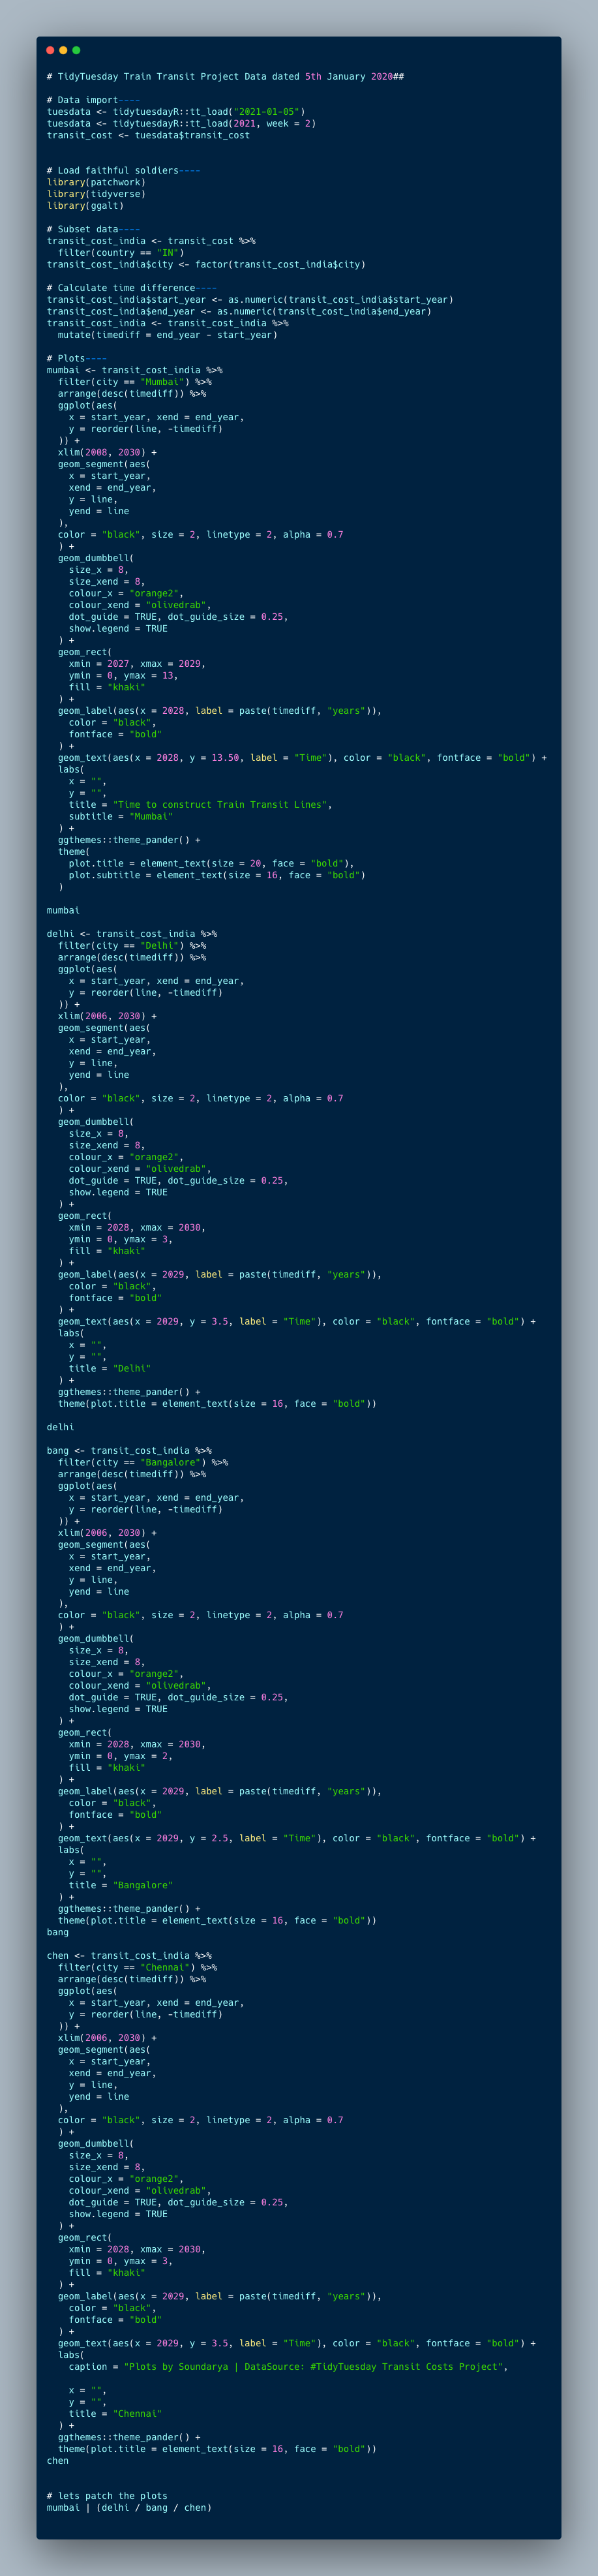 # TidyTuesday Train Transit Project Data dated 5th January 2020##

# Data import----
tuesdata <- tidytuesdayR::tt_load("2021-01-05")
tuesdata <- tidytuesdayR::tt_load(2021, week = 2)
transit_cost <- tuesdata$transit_cost


# Load faithful soldiers----
library(patchwork)
library(tidyverse)
library(ggalt)

# Subset data----
transit_cost_india <- transit_cost %>%
  filter(country == "IN")
transit_cost_india$city <- factor(transit_cost_india$city)

# Calculate time difference----
transit_cost_india$start_year <- as.numeric(transit_cost_india$start_year)
transit_cost_india$end_year <- as.numeric(transit_cost_india$end_year)
transit_cost_india <- transit_cost_india %>%
  mutate(timediff = end_year - start_year)

# Plots----
mumbai <- transit_cost_india %>%
  filter(city == "Mumbai") %>%
  arrange(desc(timediff)) %>%
  ggplot(aes(
    x = start_year, xend = end_year,
    y = reorder(line, -timediff)
  )) +
  xlim(2008, 2030) +
  geom_segment(aes(
    x = start_year,
    xend = end_year,
    y = line,
    yend = line
  ),
  color = "black", size = 2, linetype = 2, alpha = 0.7
  ) +
  geom_dumbbell(
    size_x = 8,
    size_xend = 8,
    colour_x = "orange2",
    colour_xend = "olivedrab",
    dot_guide = TRUE, dot_guide_size = 0.25,
    show.legend = TRUE
  ) +
  geom_rect(
    xmin = 2027, xmax = 2029,
    ymin = 0, ymax = 13,
    fill = "khaki"
  ) +
  geom_label(aes(x = 2028, label = paste(timediff, "years")),
    color = "black",
    fontface = "bold"
  ) +
  geom_text(aes(x = 2028, y = 13.50, label = "Time"), color = "black", fontface = "bold") +
  labs(
    x = "",
    y = "",
    title = "Time to construct Train Transit Lines",
    subtitle = "Mumbai"
  ) +
  ggthemes::theme_pander() +
  theme(
    plot.title = element_text(size = 20, face = "bold"),
    plot.subtitle = element_text(size = 16, face = "bold")
  )

mumbai

delhi <- transit_cost_india %>%
  filter(city == "Delhi") %>%
  arrange(desc(timediff)) %>%
  ggplot(aes(
    x = start_year, xend = end_year,
    y = reorder(line, -timediff)
  )) +
  xlim(2006, 2030) +
  geom_segment(aes(
    x = start_year,
    xend = end_year,
    y = line,
    yend = line
  ),
  color = "black", size = 2, linetype = 2, alpha = 0.7
  ) +
  geom_dumbbell(
    size_x = 8,
    size_xend = 8,
    colour_x = "orange2",
    colour_xend = "olivedrab",
    dot_guide = TRUE, dot_guide_size = 0.25,
    show.legend = TRUE
  ) +
  geom_rect(
    xmin = 2028, xmax = 2030,
    ymin = 0, ymax = 3,
    fill = "khaki"
  ) +
  geom_label(aes(x = 2029, label = paste(timediff, "years")),
    color = "black",
    fontface = "bold"
  ) +
  geom_text(aes(x = 2029, y = 3.5, label = "Time"), color = "black", fontface = "bold") +
  labs(
    x = "",
    y = "",
    title = "Delhi"
  ) +
  ggthemes::theme_pander() +
  theme(plot.title = element_text(size = 16, face = "bold"))

delhi

bang <- transit_cost_india %>%
  filter(city == "Bangalore") %>%
  arrange(desc(timediff)) %>%
  ggplot(aes(
    x = start_year, xend = end_year,
    y = reorder(line, -timediff)
  )) +
  xlim(2006, 2030) +
  geom_segment(aes(
    x = start_year,
    xend = end_year,
    y = line,
    yend = line
  ),
  color = "black", size = 2, linetype = 2, alpha = 0.7
  ) +
  geom_dumbbell(
    size_x = 8,
    size_xend = 8,
    colour_x = "orange2",
    colour_xend = "olivedrab",
    dot_guide = TRUE, dot_guide_size = 0.25,
    show.legend = TRUE
  ) +
  geom_rect(
    xmin = 2028, xmax = 2030,
    ymin = 0, ymax = 2,
    fill = "khaki"
  ) +
  geom_label(aes(x = 2029, label = paste(timediff, "years")),
    color = "black",
    fontface = "bold"
  ) +
  geom_text(aes(x = 2029, y = 2.5, label = "Time"), color = "black", fontface = "bold") +
  labs(
    x = "",
    y = "",
    title = "Bangalore"
  ) +
  ggthemes::theme_pander() +
  theme(plot.title = element_text(size = 16, face = "bold"))
bang

chen <- transit_cost_india %>%
  filter(city == "Chennai") %>%
  arrange(desc(timediff)) %>%
  ggplot(aes(
    x = start_year, xend = end_year,
    y = reorder(line, -timediff)
  )) +
  xlim(2006, 2030) +
  geom_segment(aes(
    x = start_year,
    xend = end_year,
    y = line,
    yend = line
  ),
  color = "black", size = 2, linetype = 2, alpha = 0.7
  ) +
  geom_dumbbell(
    size_x = 8,
    size_xend = 8,
    colour_x = "orange2",
    colour_xend = "olivedrab",
    dot_guide = TRUE, dot_guide_size = 0.25,
    show.legend = TRUE
  ) +
  geom_rect(
    xmin = 2028, xmax = 2030,
    ymin = 0, ymax = 3,
    fill = "khaki"
  ) +
  geom_label(aes(x = 2029, label = paste(timediff, "years")),
    color = "black",
    fontface = "bold"
  ) +
  geom_text(aes(x = 2029, y = 3.5, label = "Time"), color = "black", fontface = "bold") +
  labs(
    caption = "Plots by Soundarya | DataSource: #TidyTuesday Transit Costs Project",

    x = "",
    y = "",
    title = "Chennai"
  ) +
  ggthemes::theme_pander() +
  theme(plot.title = element_text(size = 16, face = "bold"))
chen


# lets patch the plots
mumbai | (delhi / bang / chen)